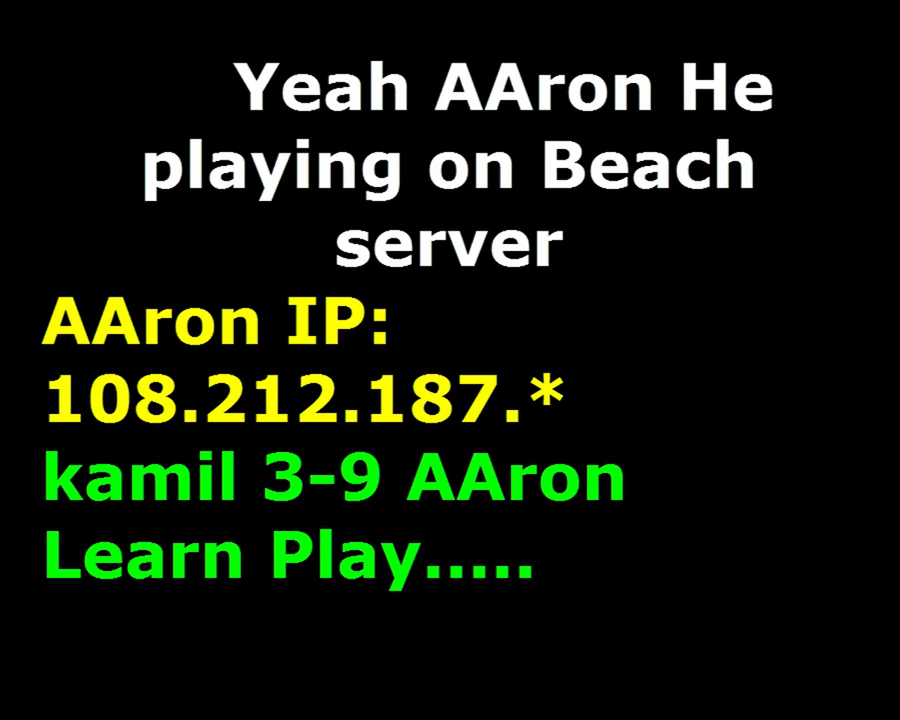 Yeah AAron He
playing on Beach
server
AAron IP:
108.212.187.*
kamil 3-9 AAron
Learn Play.....